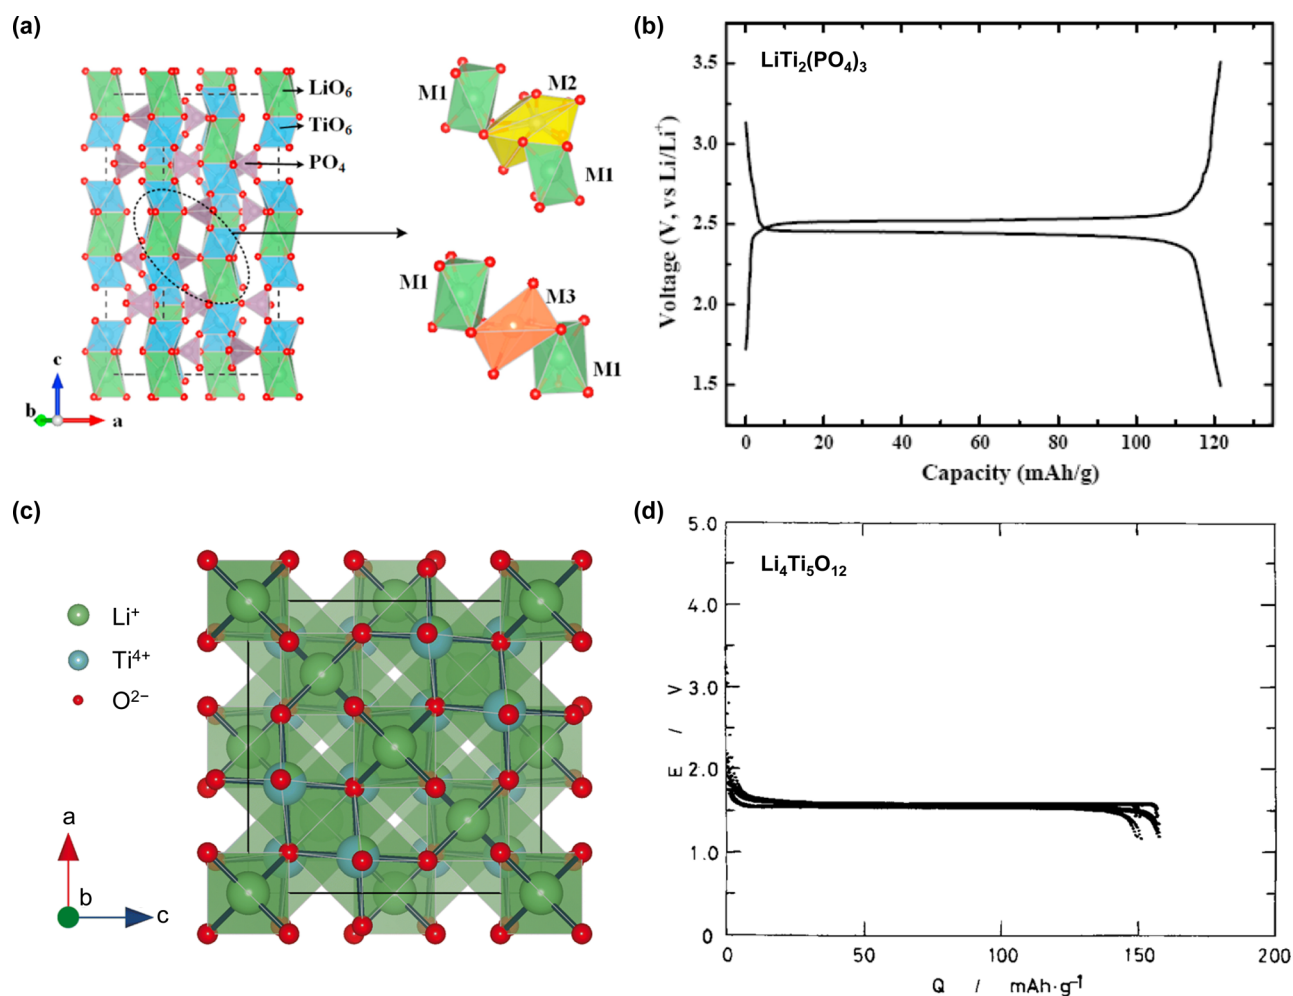 (a)
LiO₆
TiO₆
PO₄
c
b
a
M1
M2
M1
M1
M3
M1
(b)
LiTi₂(PO₄)₃
Voltage (V, vs Li/Li⁺)
3.5
3.0
2.5
2.0
1.5
0
20
40
60
80
100
120
Capacity (mAh/g)
(c)
Li⁺
Ti⁴⁺
O²⁻
a
b
c
(d)
Li₄Ti₅O₁₂
E / V
5.0
4.0
3.0
2.0
1.0
0
0
50
100
150
200
Q / mAh·g⁻¹